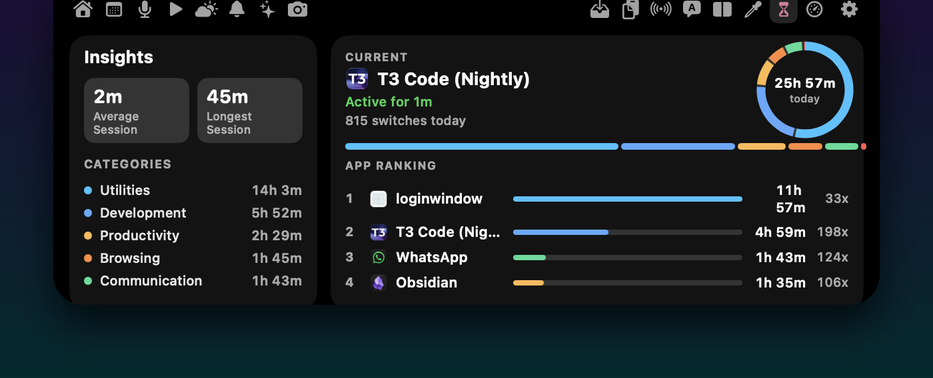 Insights
2m
Average
Session
45m
Longest
Session
CATEGORIES
Utilities 14h 3m
Development 5h 52m
Productivity 2h 29m
Browsing 1h 45m
Communication 1h 43m
CURRENT
T3 T3 Code (Nightly)
Active for 1m
815 switches today
25h 57m
today
APP RANKING
1 loginwindow 11h 57m 33x
2 T3 T3 Code (Nig... 4h 59m 198x
3 WhatsApp 1h 43m 124x
4 Obsidian 1h 35m 106x